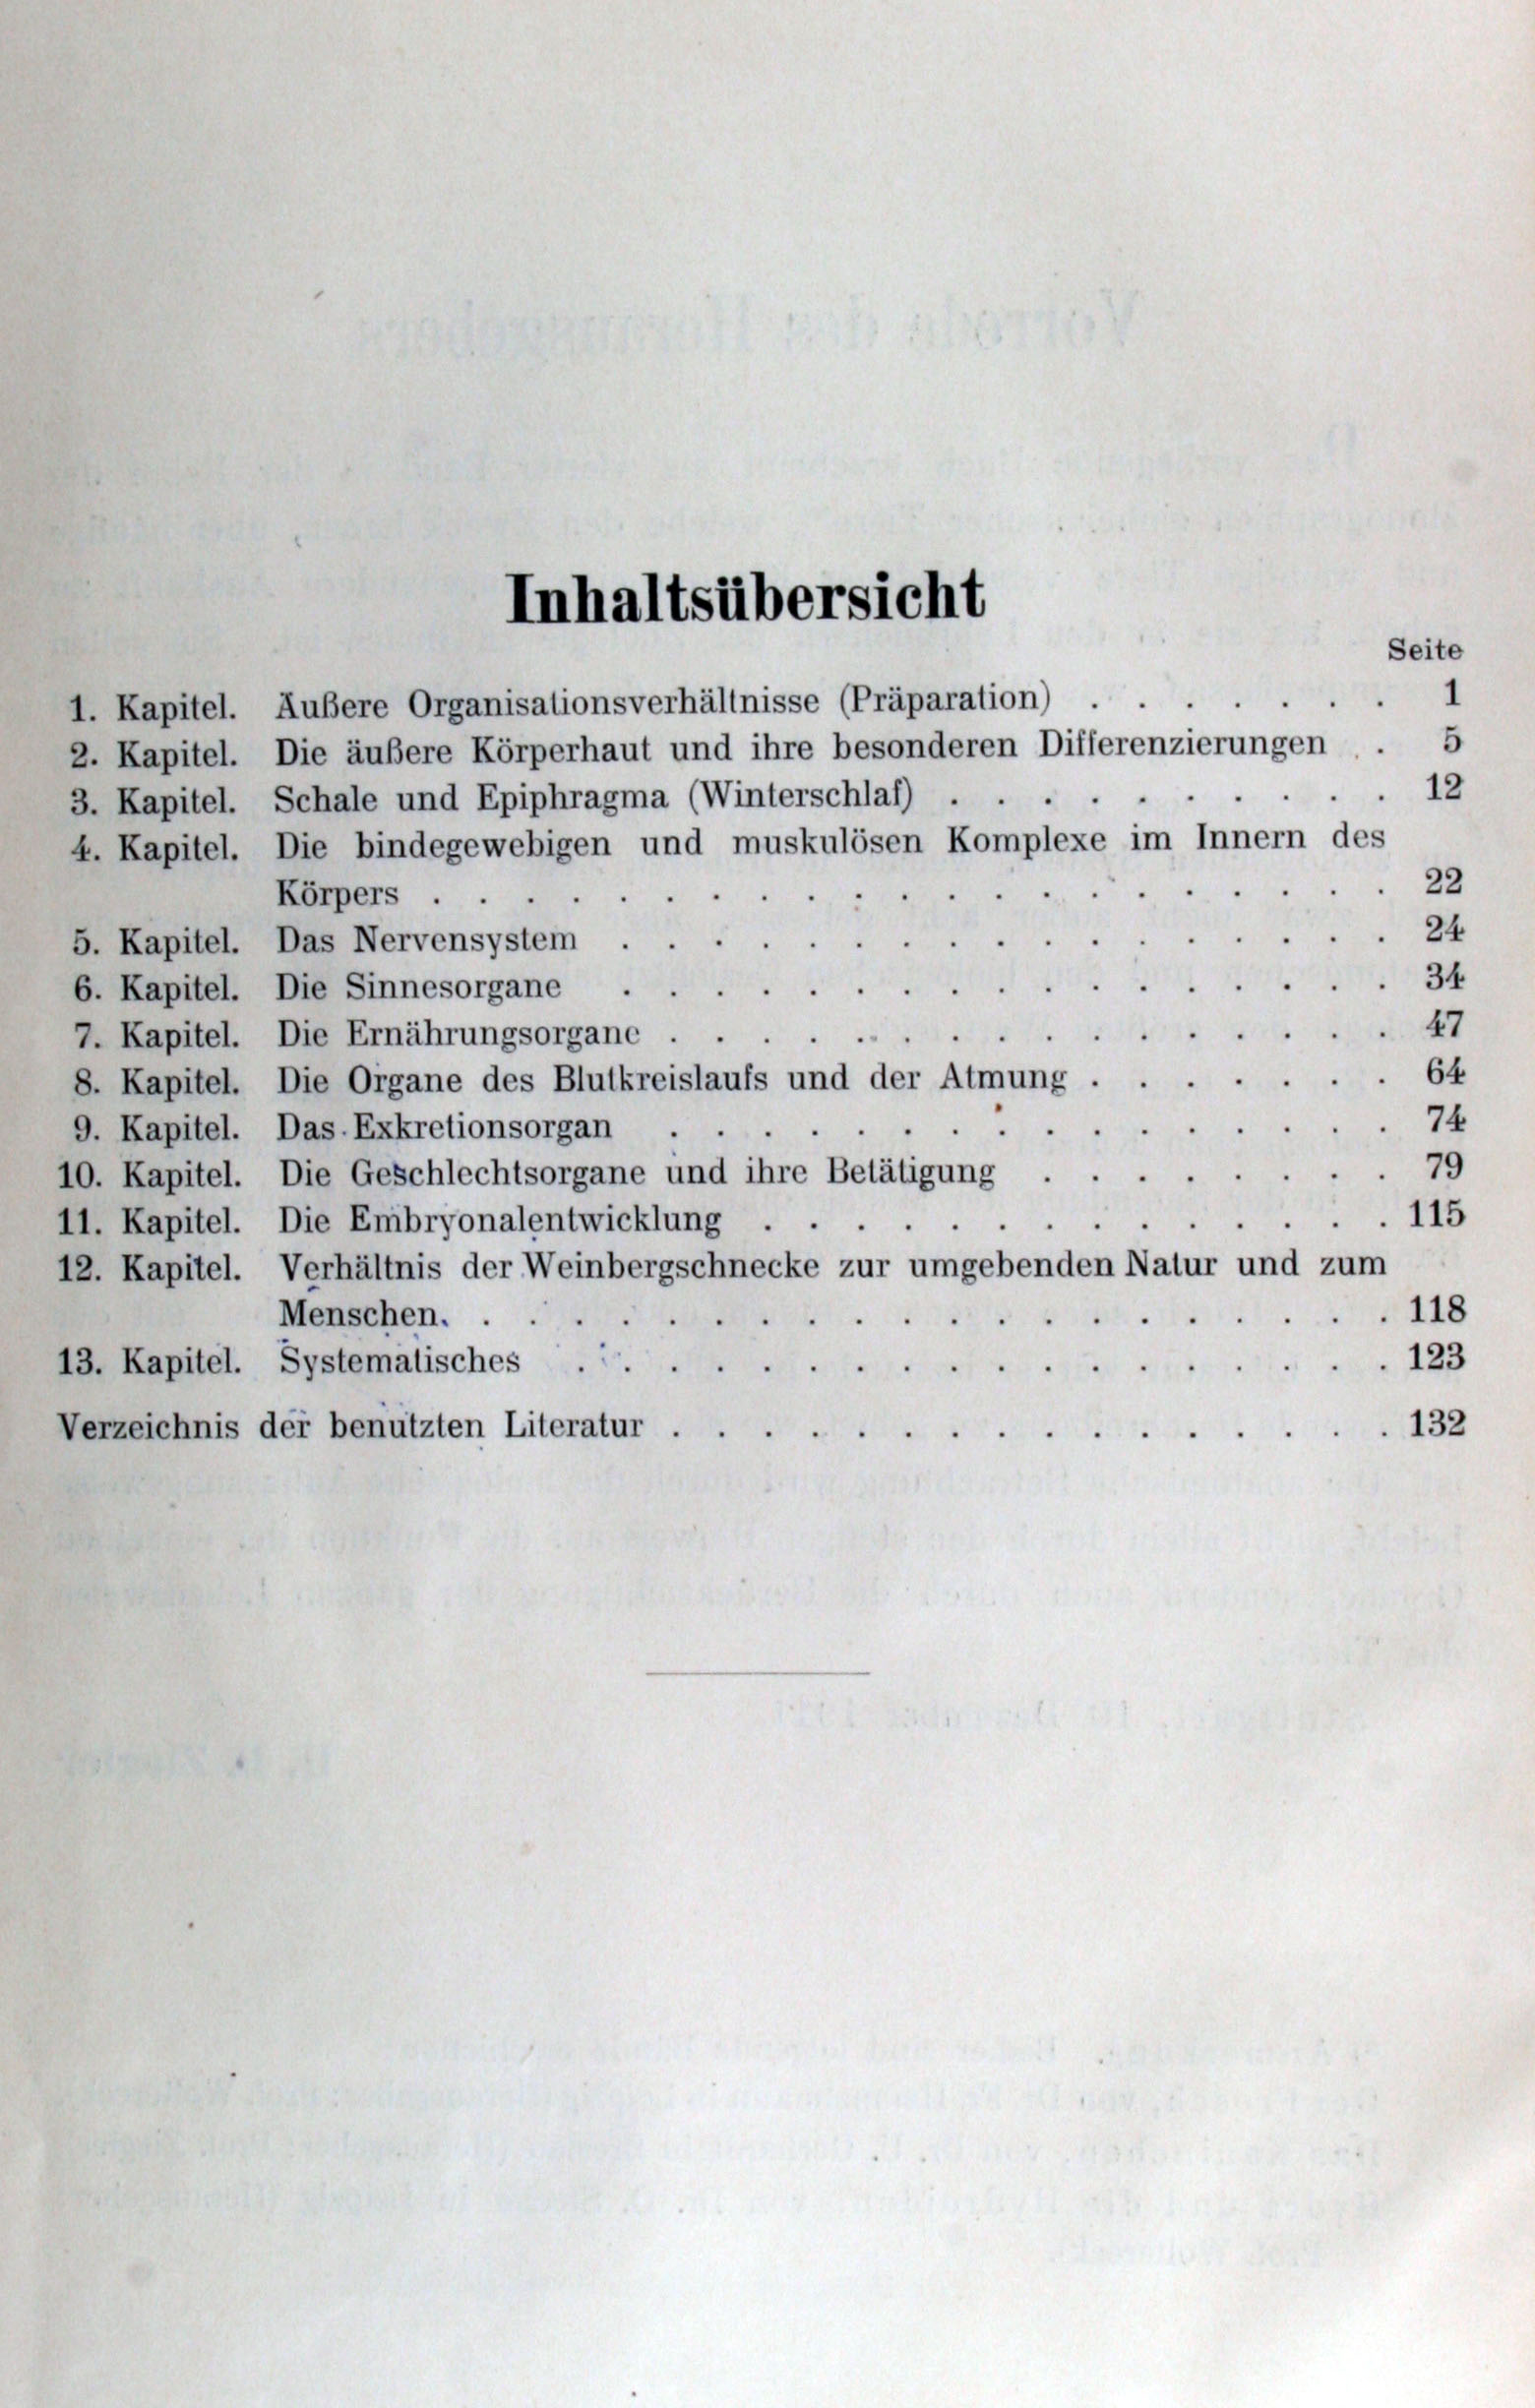 Inhaltsübersicht
Seite
1. Kapitel. Äußere Organisationsverhältnisse (Präparation) . . . . . . . 1
2. Kapitel. Die äußere Körperhaut und ihre besonderen Differenzierungen . . 5
3. Kapitel. Schale und Epiphragma (Winterschlaf) . . . . . . . . . . 12
4. Kapitel. Die bindegewebigen und muskulösen Komplexe im Innern des
Körpers . . . . . . . . . . . . . . . . . . . . . 22
5. Kapitel. Das Nervensystem . . . . . . . . . . . . . . . . . 24
6. Kapitel. Die Sinnesorgane . . . . . . . . . . . . . . . . . 34
7. Kapitel. Die Ernährungsorgane . . . . . . . . . . . . . . . . 47
8. Kapitel. Die Organe des Blutkreislaufs und der Atmung . . . . . . . 64
9. Kapitel. Das Exkretionsorgan . . . . . . . . . . . . . . . . 74
10. Kapitel. Die Geschlechtsorgane und ihre Betätigung . . . . . . . . 79
11. Kapitel. Die Embryonalentwicklung . . . . . . . . . . . . . . 115
12. Kapitel. Verhältnis der Weinbergschnecke zur umgebenden Natur und zum
Menschen. . . . . . . . . . . . . . . . . . . . . 118
13. Kapitel. Systematisches . . . . . . . . . . . . . . . . . . 123
Verzeichnis der benutzten Literatur . . . . . . . . . . . . . . . . 132